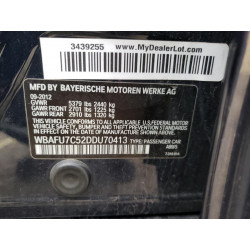 3439255
www.
MyDealerLot.com
MFD BY BAYERISCHE MOTOREN WERKE AG
09-2012
GVWR 5379 lbs 2440 kg
GAWR FRONT 2701 lbs 1225 kg
GAWR REAR 2910 lbs 1320 kg
THIS VEHICLE CONFORMS TO ALL APPLICABLE
FEDERAL MOTOR VEHICLE SAFETY, BUMPER, AND
THEFT PREVENTION STANDARDS IN EFFECT ON THE
DATE OF MANUFACTURE SHOWN ABOVE.
WBAFU7C52DDU70413 TYPE: PASSENGER CAR